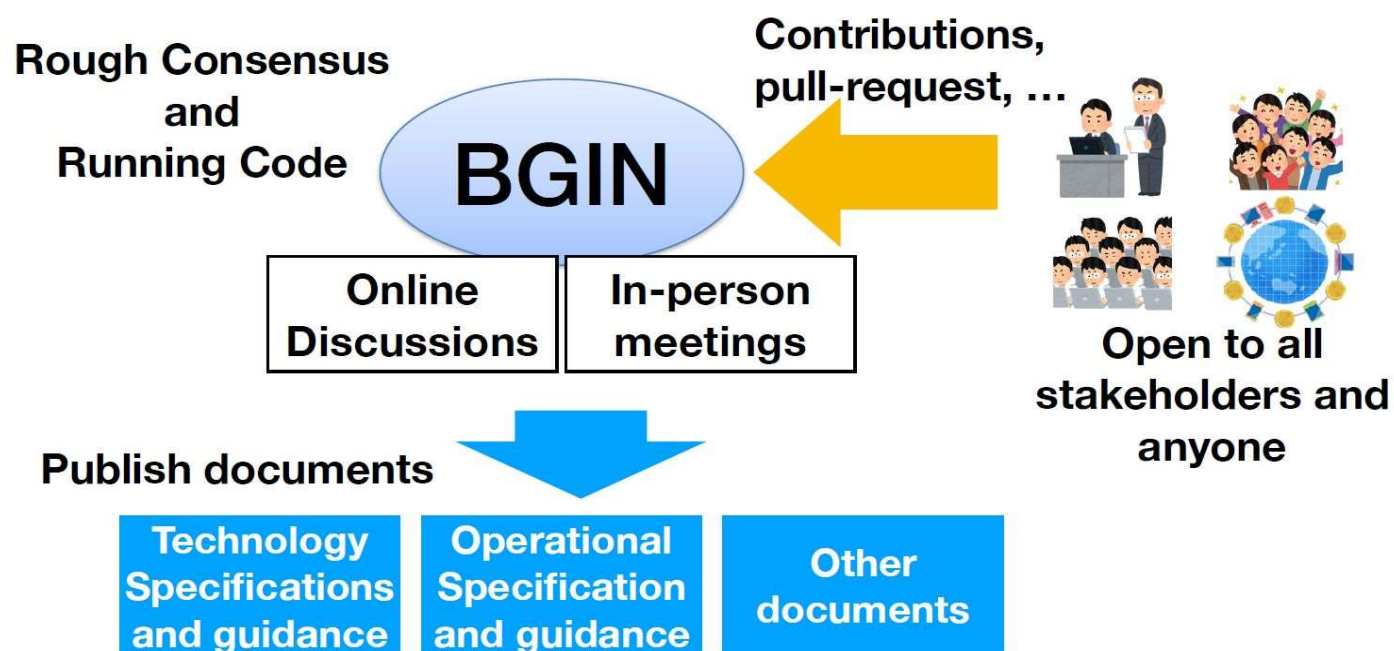 Rough Consensus
and
Running Code
BGIN
Contributions,
pull-request, ...
Online
Discussions
In-person
meetings
Open to all
stakeholders and
anyone
Publish documents
Technology
Specifications
and guidance
Operational
Specification
and guidance
Other
documents